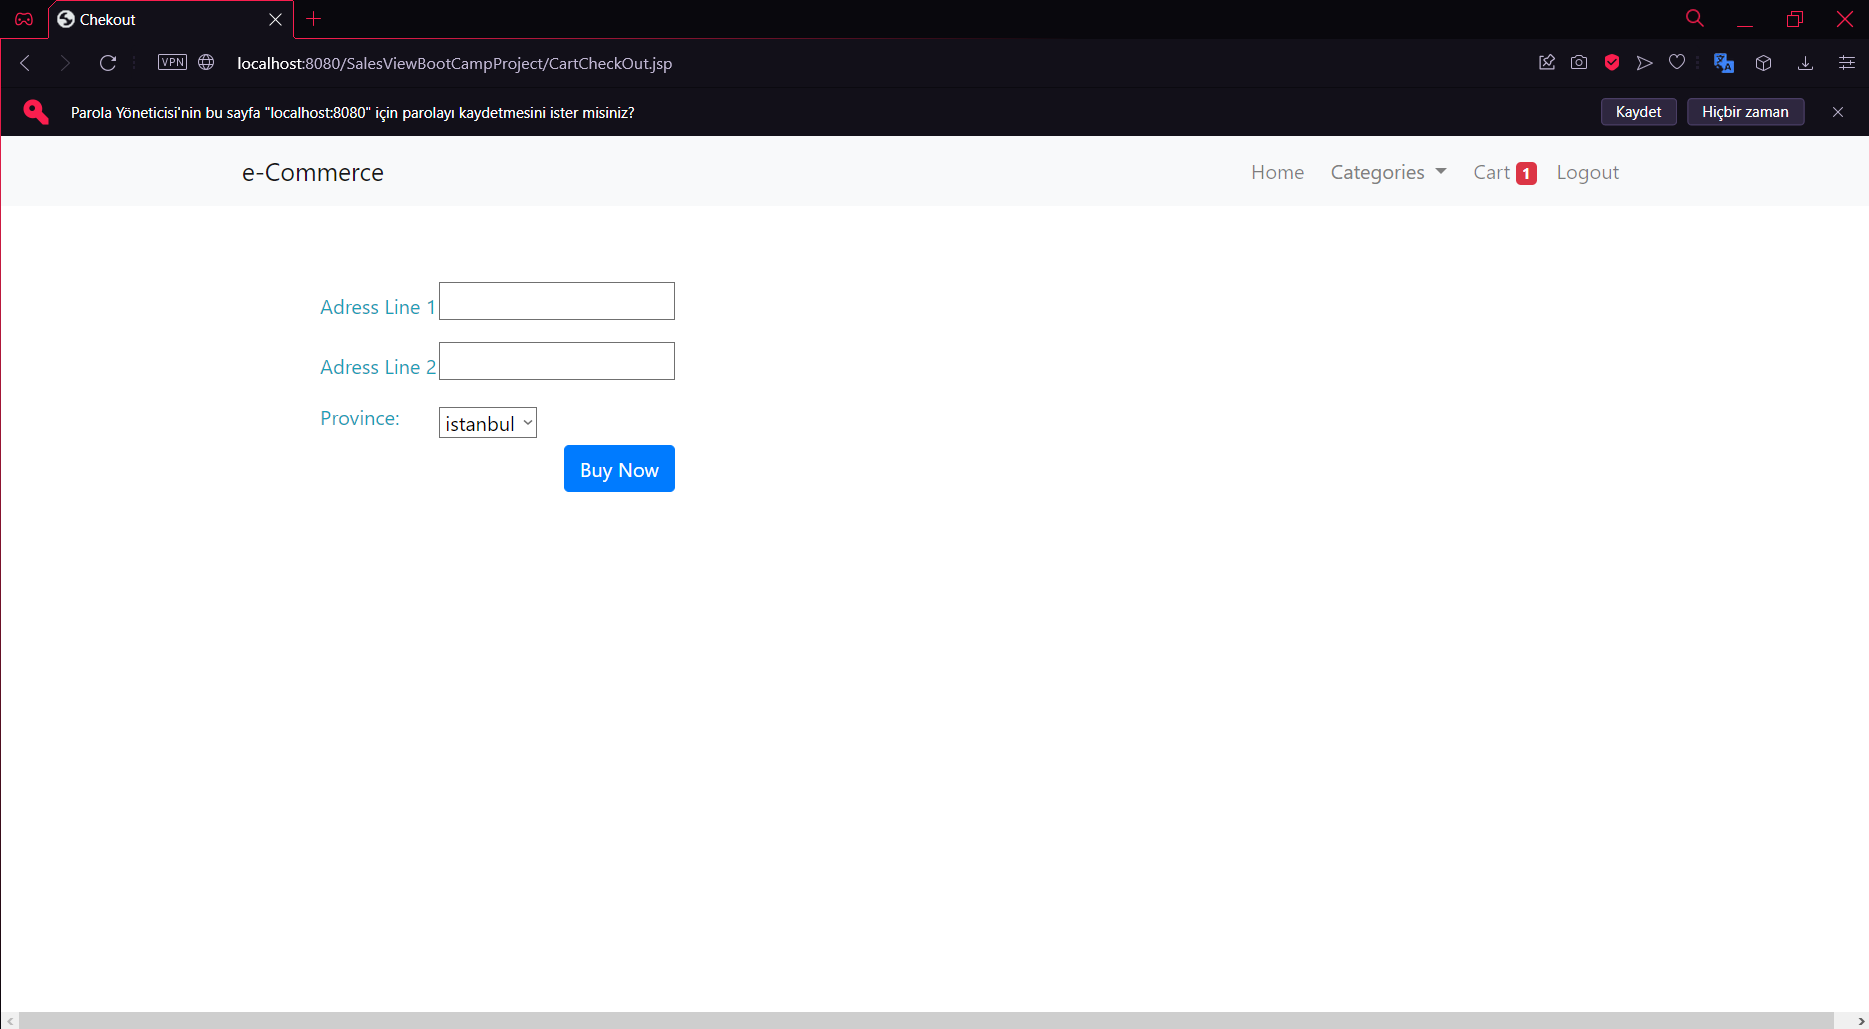 Chekout
VPN localhost:8080/SalesViewBootCampProject/CartCheckOut.jsp
Parola Yöneticisi'nin bu sayfa "localhost:8080" için parolayı kaydetmesini ister misiniz? Kaydet Hiçbir zaman
e-Commerce Home Categories Cart 1 Logout
Adress Line 1
Adress Line 2
Province: istanbul
Buy Now